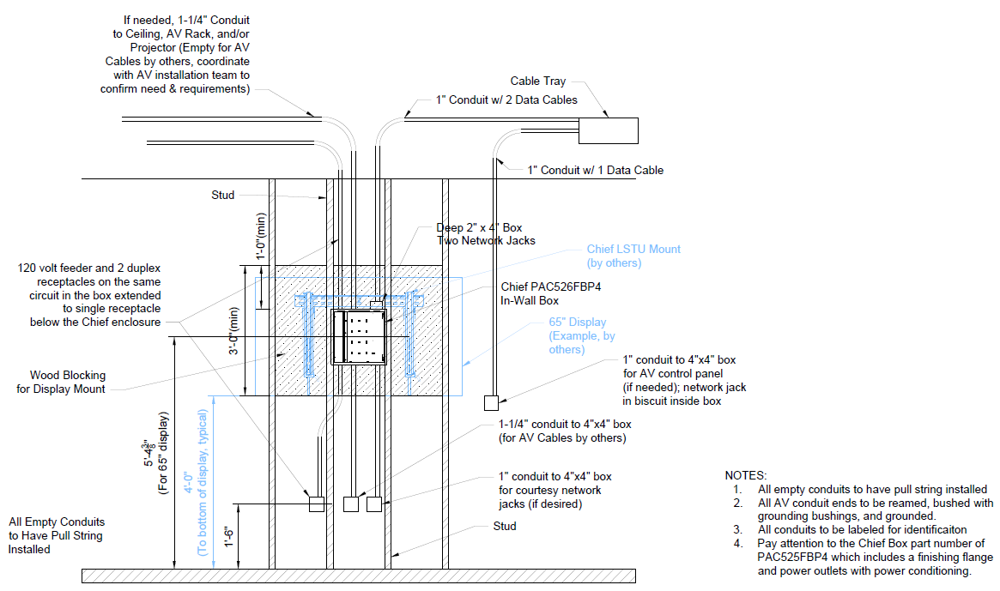 If needed, 1-1/4" Conduit
to Ceiling, AV Rack, and/or
Projector (Empty for AV
Cables by others, coordinate
with AV installation team to
confirm need & requirements)
Cable Tray
1" Conduit w/ 2 Data Cables
1" Conduit w/ 1 Data Cable
Stud
1'-0"(min)
Deep 2" x 4" Box
Two Network Jacks
Chief LSTU Mount
(by others)
120 volt feeder and 2 duplex
receptacles on the same
circuit in the box extended
to single receptacle
below the Chief enclosure
Chief PAC526FBP4
In-Wall Box
3'-0"(min)
65" Display
(Example, by
others)
Wood Blocking
for Display Mount
1" conduit to 4"x4" box
for AV control panel
(if needed); network jack
in biscuit inside box
1-1/4" conduit to 4"x4" box
(for AV Cables by others)
5'-4 3/8"
(For 65" display)
4'-0"
(To bottom of display, typical)
1" conduit to 4"x4" box
for courtesy network
jacks (if desired)
1'-6"
Stud
All Empty Conduits
to Have Pull String
Installed
NOTES:
1. All empty conduits to have pull string installed
2. All AV conduit ends to be reamed, bushed with
grounding bushings, and grounded.
3. All conduits to be labeled for identificaiton
4. Pay attention to the Chief Box part number of
PAC525FBP4 which includes a finishing flange
and power outlets with power conditioning.